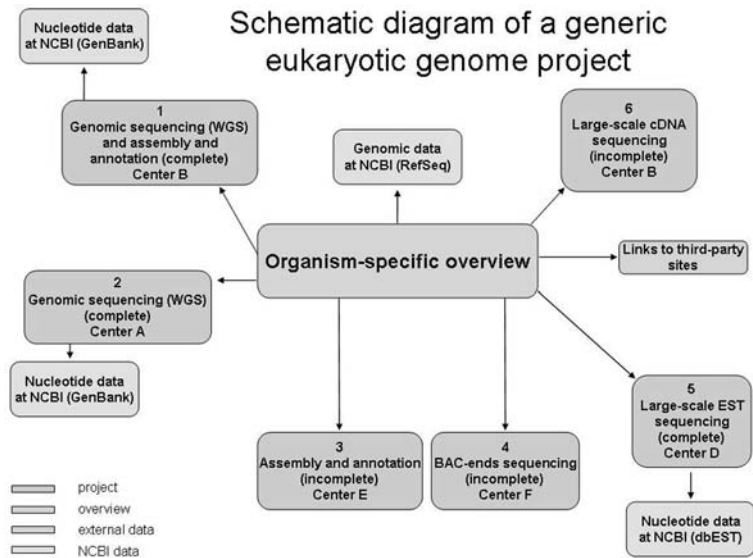 Schematic diagram of a generic
eukaryotic genome project
Nucleotide data
at NCBI (GenBank)
1
Genomic sequencing (WGS)
and assembly and
annotation (complete)
Center B
Genomic data
at NCBI (RefSeq)
6
Large-scale cDNA
sequencing
(incomplete)
Center B
Organism-specific overview
Links to third-party
sites
2
Genomic sequencing (WGS)
(complete)
Center A
Nucleotide data
at NCBI (GenBank)
3
Assembly and annotation
(incomplete)
Center E
4
BAC-ends sequencing
(incomplete)
Center F
5
Large-scale EST
sequencing
(complete)
Center D
Nucleotide data
at NCBI (dbEST)
project
overview
external data
NCBI data